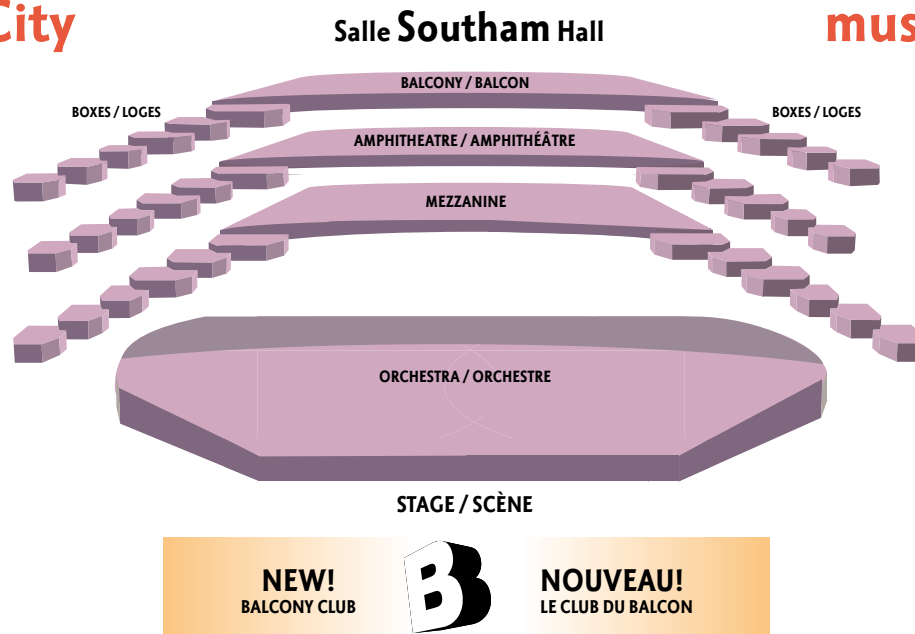 City
Salle Southam Hall
mus
BALCONY / BALCON
BOXES / LOGES
BOXES / LOGES
AMPHITHEATRE / AMPHITHÉÂTRE
MEZZANINE
ORCHESTRA / ORCHESTRE
STAGE / SCÈNE
NEW!
BALCONY CLUB
B
NOUVEAU!
LE CLUB DU BALCON